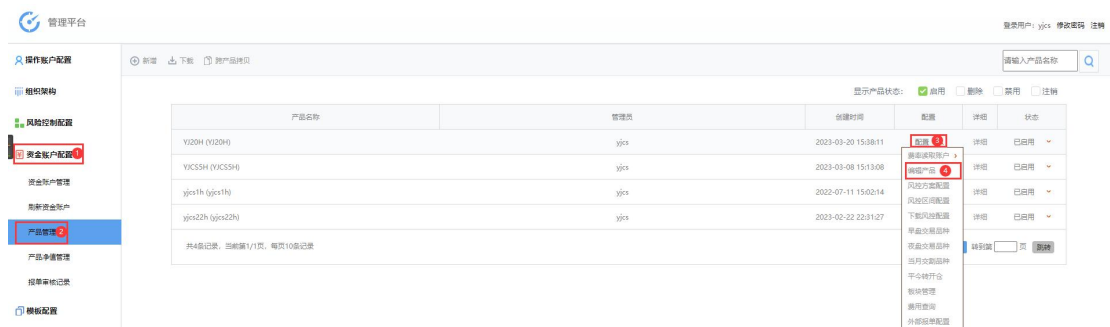 管理平台
登录用户: yjcs 修改密码 注销
操作账户配置
新增 下载 跨产品拷贝
请输入产品名称
组织架构
显示产品状态: 启用 删除 禁用 注销
风险控制配置
产品名称 管理员 创建时间 配置 详细 状态
YJ20H (YJ20H) yjcs 2023-03-20 15:38:11 配置 3 详细 已启用
资金账户配置 1
YJCS5H (YJCS5H) yjcs 2023-03-08 15:13:08 详细 已启用
费率读取账户
编辑产品 4
资金账户管理
yjcs1h (yjcs1h) yjcs 2022-07-11 15:02:14 详细 已启用
风控方案配置
风控区间配置
刷新资金账户
yjcs22h (yjcs22h) yjcs 2023-02-22 22:31:27 详细 已启用
下载风控配置
产品管理 2
早盘交易品种
共4条记录, 当前第1/1页, 每页10条记录
夜盘交易品种
转到第 页 跳转
产品净值管理
当月交割品种
平今转开仓
报单审核记录
板块管理
费用查询
模板配置
外部报单配置